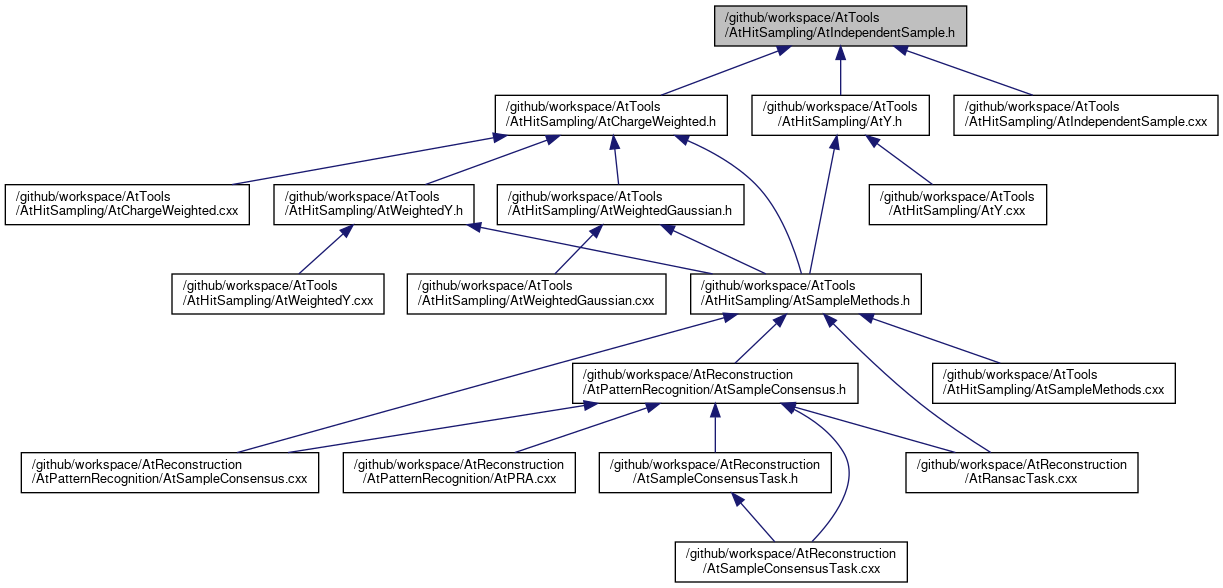 /github/workspace/AtTools
/AtHitSampling/AtIndependentSample.h
/github/workspace/AtTools
/AtHitSampling/AtChargeWeighted.h
/github/workspace/AtTools
/AtHitSampling/AtY.h
/github/workspace/AtTools
/AtHitSampling/AtIndependentSample.cxx
/github/workspace/AtTools
/AtHitSampling/AtChargeWeighted.cxx
/github/workspace/AtTools
/AtHitSampling/AtWeightedY.h
/github/workspace/AtTools
/AtHitSampling/AtWeightedGaussian.h
/github/workspace/AtTools
/AtHitSampling/AtY.cxx
/github/workspace/AtTools
/AtHitSampling/AtWeightedY.cxx
/github/workspace/AtTools
/AtHitSampling/AtWeightedGaussian.cxx
/github/workspace/AtTools
/AtHitSampling/AtSampleMethods.h
/github/workspace/AtReconstruction
/AtPatternRecognition/AtSampleConsensus.h
/github/workspace/AtTools
/AtHitSampling/AtSampleMethods.cxx
/github/workspace/AtReconstruction
/AtPatternRecognition/AtSampleConsensus.cxx
/github/workspace/AtReconstruction
/AtPatternRecognition/AtPRA.cxx
/github/workspace/AtReconstruction
/AtSampleConsensusTask.h
/github/workspace/AtReconstruction
/AtRansacTask.cxx
/github/workspace/AtReconstruction
/AtSampleConsensusTask.cxx